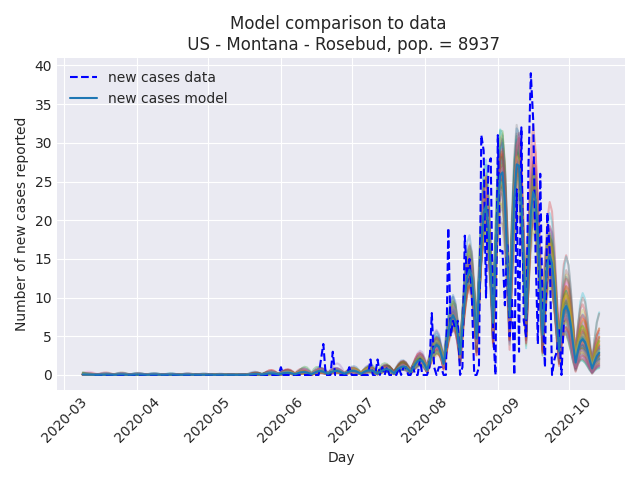 Model comparison to data
US - Montana - Rosebud, pop. = 8937
new cases data
new cases model
Number of new cases reported
40
35
30
25
20
15
10
5
0
2020-03
2020-04
2020-05
2020-06
2020-07
2020-08
2020-09
2020-10
Day